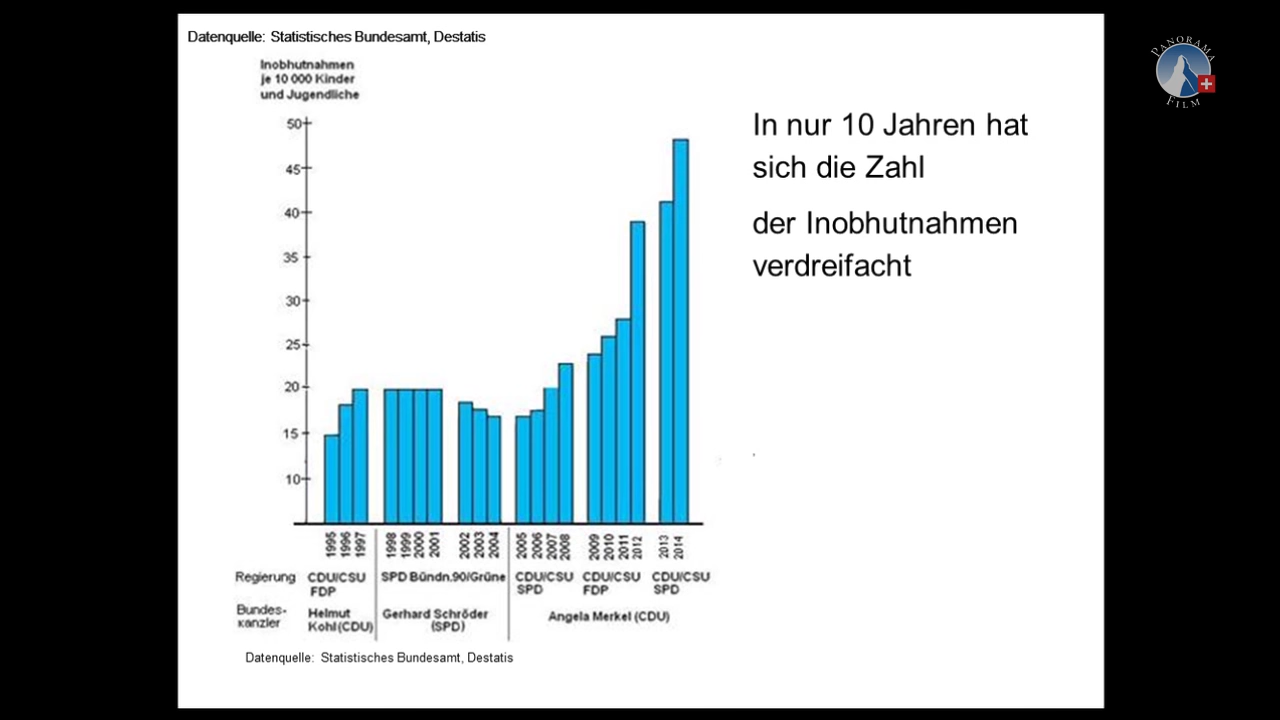 Datenquelle: Statistisches Bundesamt, Destatis
PANORAMA
FILM
Inobhutnahmen
je 10 000 Kinder
und Jugendliche
In nur 10 Jahren hat
sich die Zahl
der Inobhutnahmen
verdreifacht
50
45
40
35
30
25
20
15
10
1995 1996 1997 1998 1999 2000 2001 2002 2003 2004 2005 2006 2007 2008 2009 2010 2011 2012 2013 2014
Regierung CDU/CSU SPD Bündn.90/Grüne CDU/CSU CDU/CSU CDU/CSU
FDP SPD FDP SPD
Bundes- Helmut Gerhard Schröder Angela Merkel (CDU)
kanzler Kohl (CDU) (SPD)
Datenquelle: Statistisches Bundesamt, Destatis